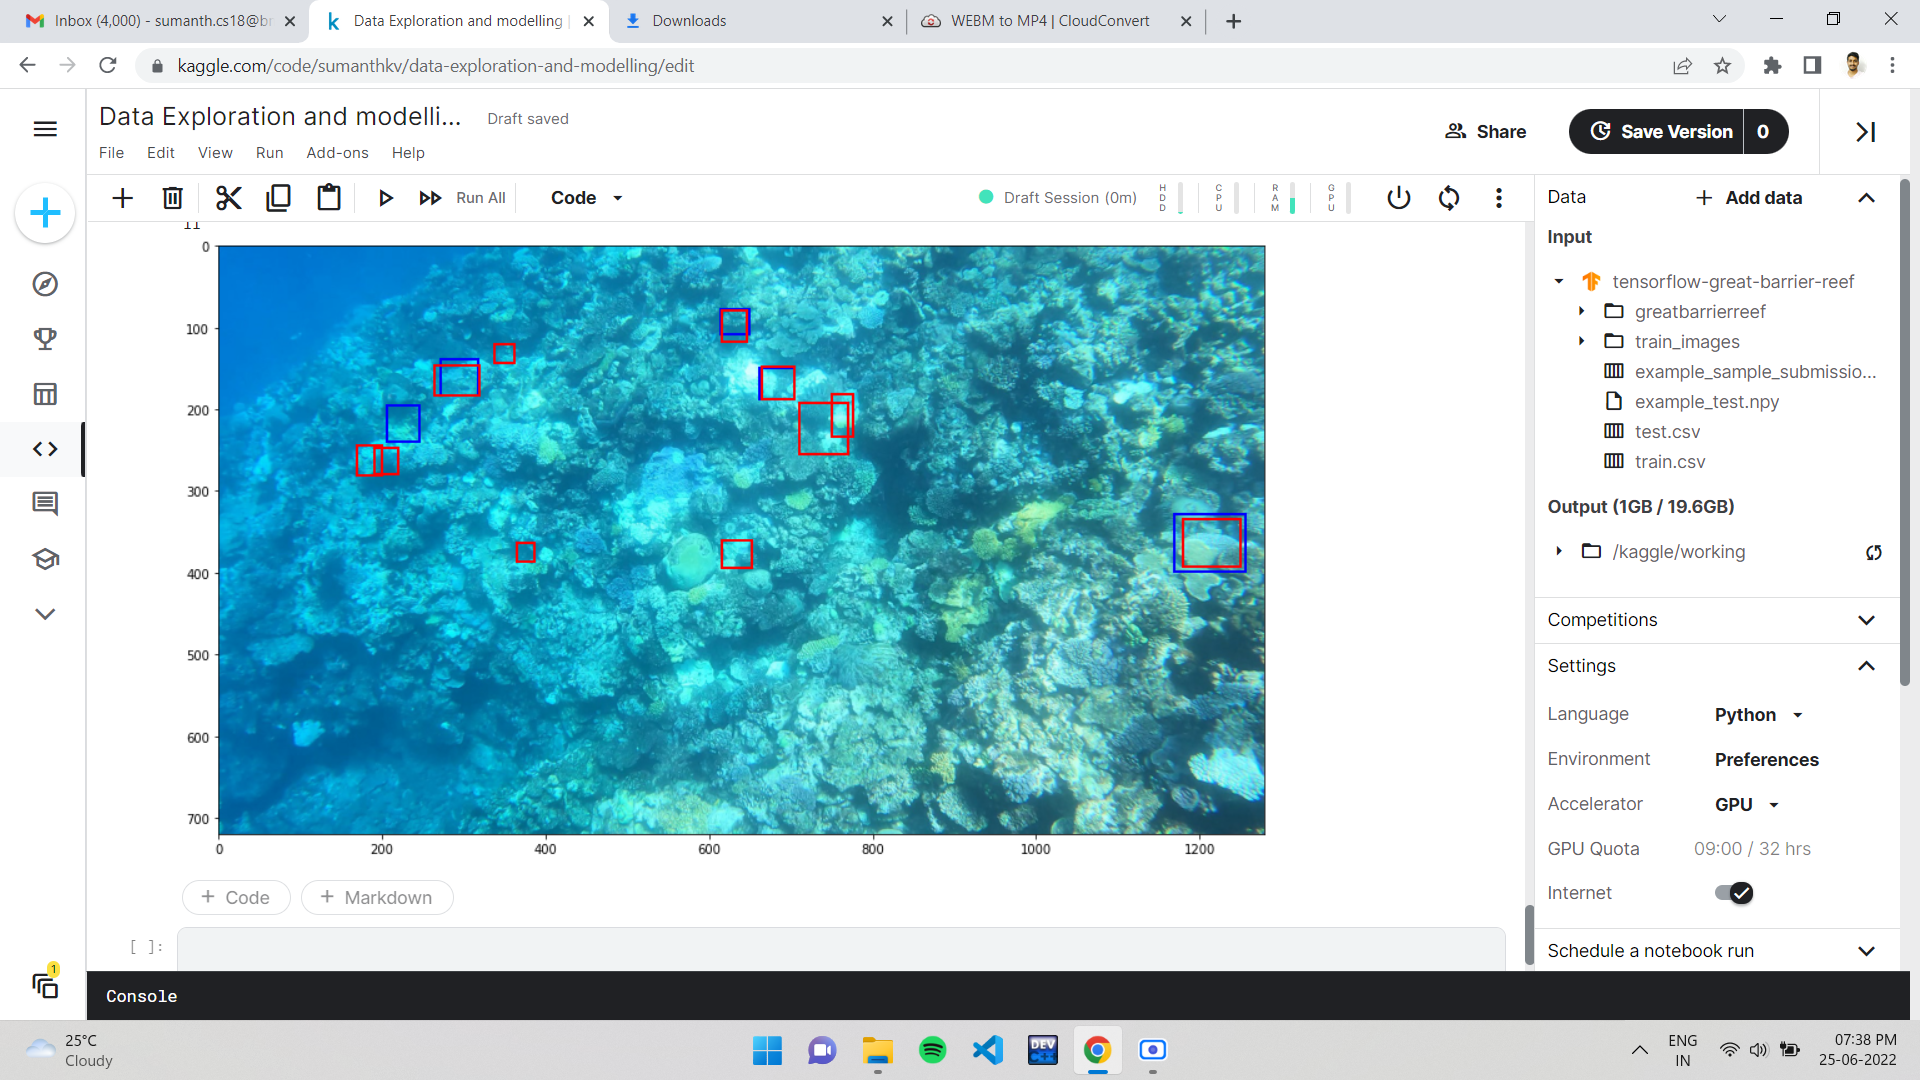 Inbox (4,000) - sumanth.cs18@b
Data Exploration and modelling
Downloads
WEBM to MP4 | CloudConvert
kaggle.com/code/sumanthkv/data-exploration-and-modelling/edit
Data Exploration and modelli...
Draft saved
File Edit View Run Add-ons Help
Share
Save Version 0
Run All
Code
Draft Session (0m)
HDD
CPU
RAM
GPU
11
0
100
200
300
400
500
600
700
0 200 400 600 800 1000 1200
+ Code
+ Markdown
[ ]:
Console
Data
+ Add data
Input
tensorflow-great-barrier-reef
greatbarrierreef
train_images
example_sample_submissio...
example_test.npy
test.csv
train.csv
Output (1GB / 19.6GB)
/kaggle/working
Competitions
Settings
Language Python
Environment Preferences
Accelerator GPU
GPU Quota 09:00 / 32 hrs
Internet
Schedule a notebook run
1
25°C
Cloudy
DEV
C++
ENG
IN
07:38 PM
25-06-2022